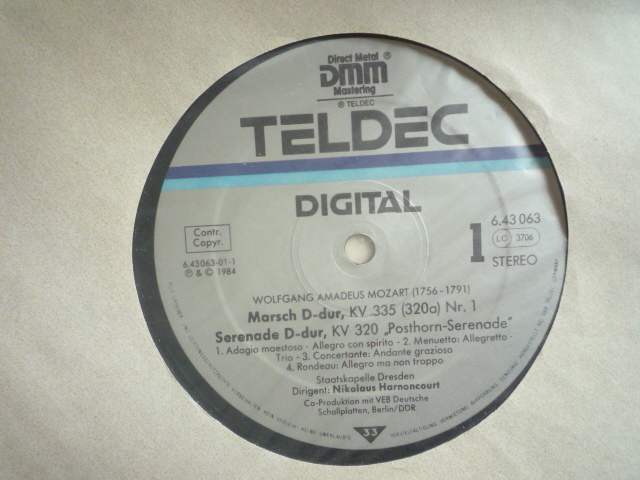 Direct Metal ®
DMM
Mastering
® TELDEC
TELDEC
DIGITAL
Contr.
Copyr.
6.43063-01-1
℗ & © 1984
6.43 063
1
LC 3706
STEREO
WOLFGANG AMADEUS MOZART (1756-1791)
Marsch D-dur, KV 335 (320a) Nr. 1
Serenade D-dur, KV 320 „Posthorn-Serenade"
1. Adagio maestoso - Allegro con spirito - 2. Menuetto: Allegretto -
Trio - 3. Concertante: Andante grazioso
4. Rondeau: Allegro ma non troppo
Staatskapelle Dresden
Dirigent: Nikolaus Harnoncourt
Co-Produktion mit VEB Deutsche
Schallplatten, Berlin/DDR
33